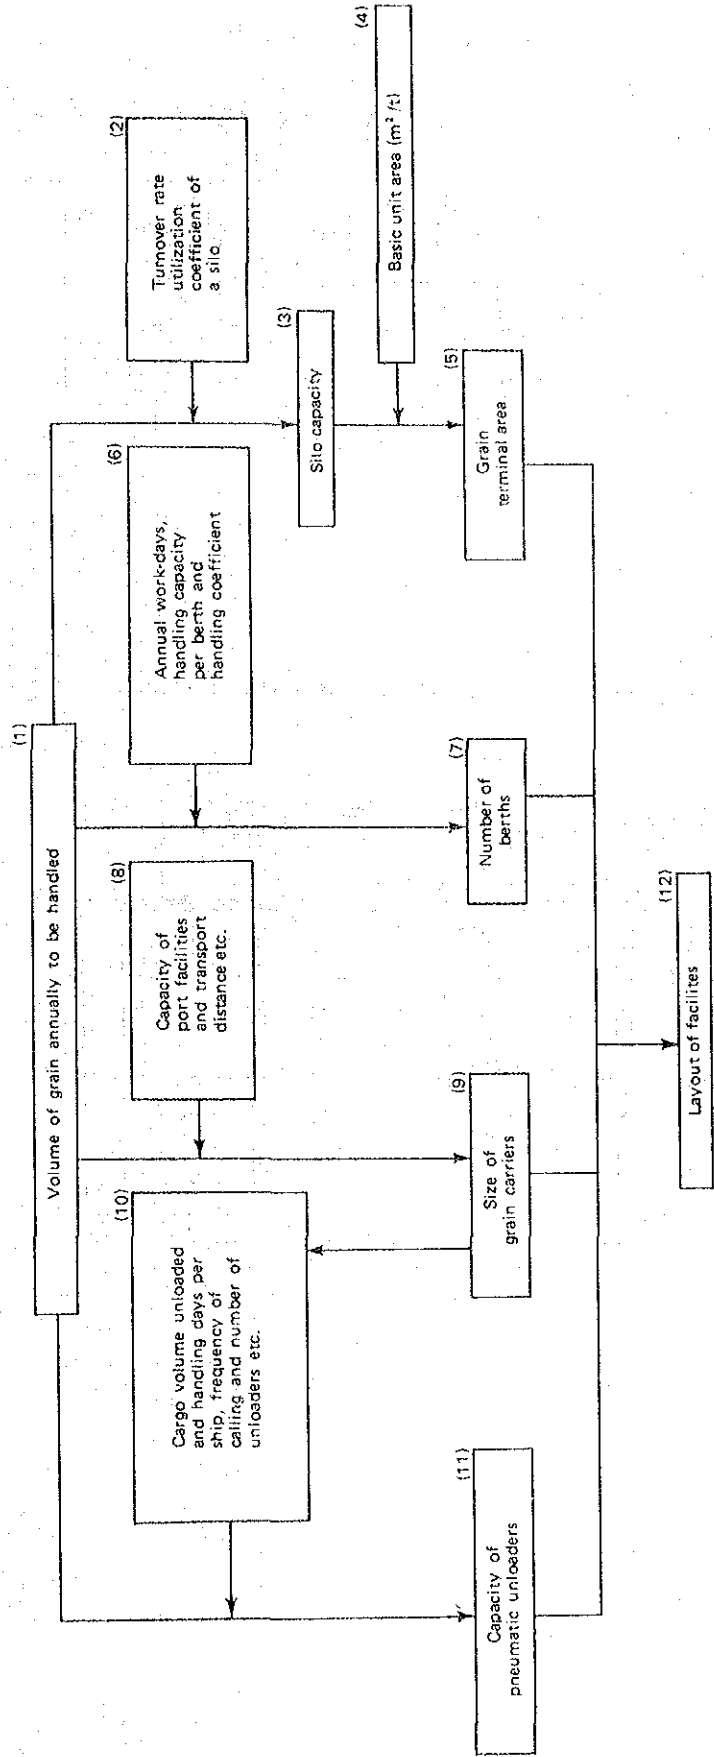 (1)
Volume of grain annually to be handled
(10)
Cargo volume unloaded
and handling days per
ship, frequency of
calling and number of
unloaders etc.
(8)
Capacity of
port facilities
and transport
distance etc.
(6)
Annual work-days,
handling capacity
per berth and
handling coefficient
(2)
Turnover rate
utilization
coefficient of
a silo
(3)
Silo capacity
(4)
Basic unit area (m²/t)
(11)
Capacity of
pneumatic unloaders
(9)
Size of
grain carriers
(7)
Number of
berths
(5)
Grain
terminal area
(12)
Layout of facilites